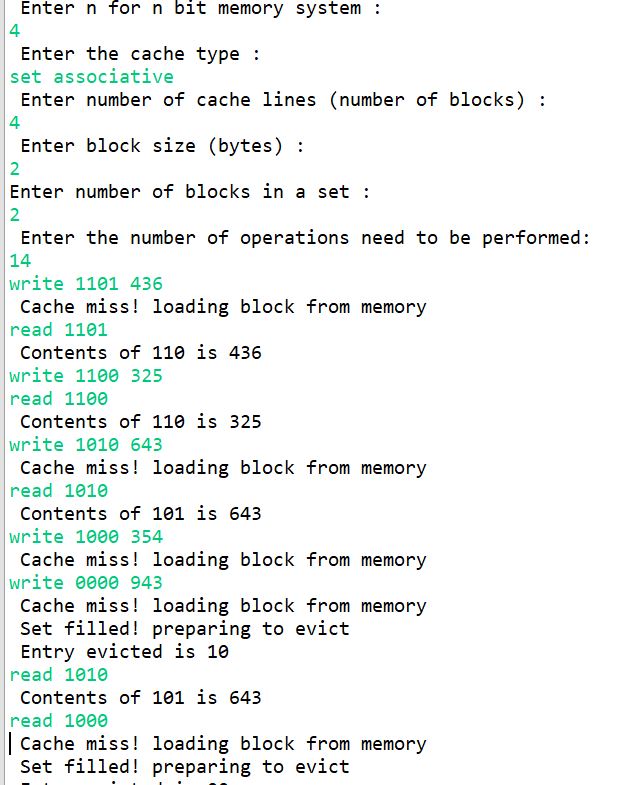 Enter n for n bit memory system :
4
Enter the cache type :
set associative
Enter number of cache lines (number of blocks) :
4
Enter block size (bytes) :
2
Enter number of blocks in a set :
2
Enter the number of operations need to be performed:
14
write 1101 436
Cache miss! loading block from memory
read 1101
Contents of 110 is 436
write 1100 325
read 1100
Contents of 110 is 325
write 1010 643
Cache miss! loading block from memory
read 1010
Contents of 101 is 643
write 1000 354
Cache miss! loading block from memory
write 0000 943
Cache miss! loading block from memory
Set filled! preparing to evict
Entry evicted is 10
read 1010
Contents of 101 is 643
read 1000
Cache miss! loading block from memory
Set filled! preparing to evict